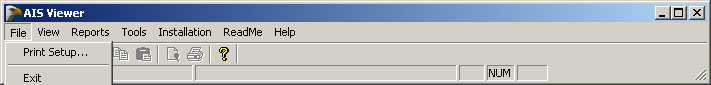 AIS Viewer
File View Reports Tools Installation ReadMe Help
Print Setup...
Exit
NUM